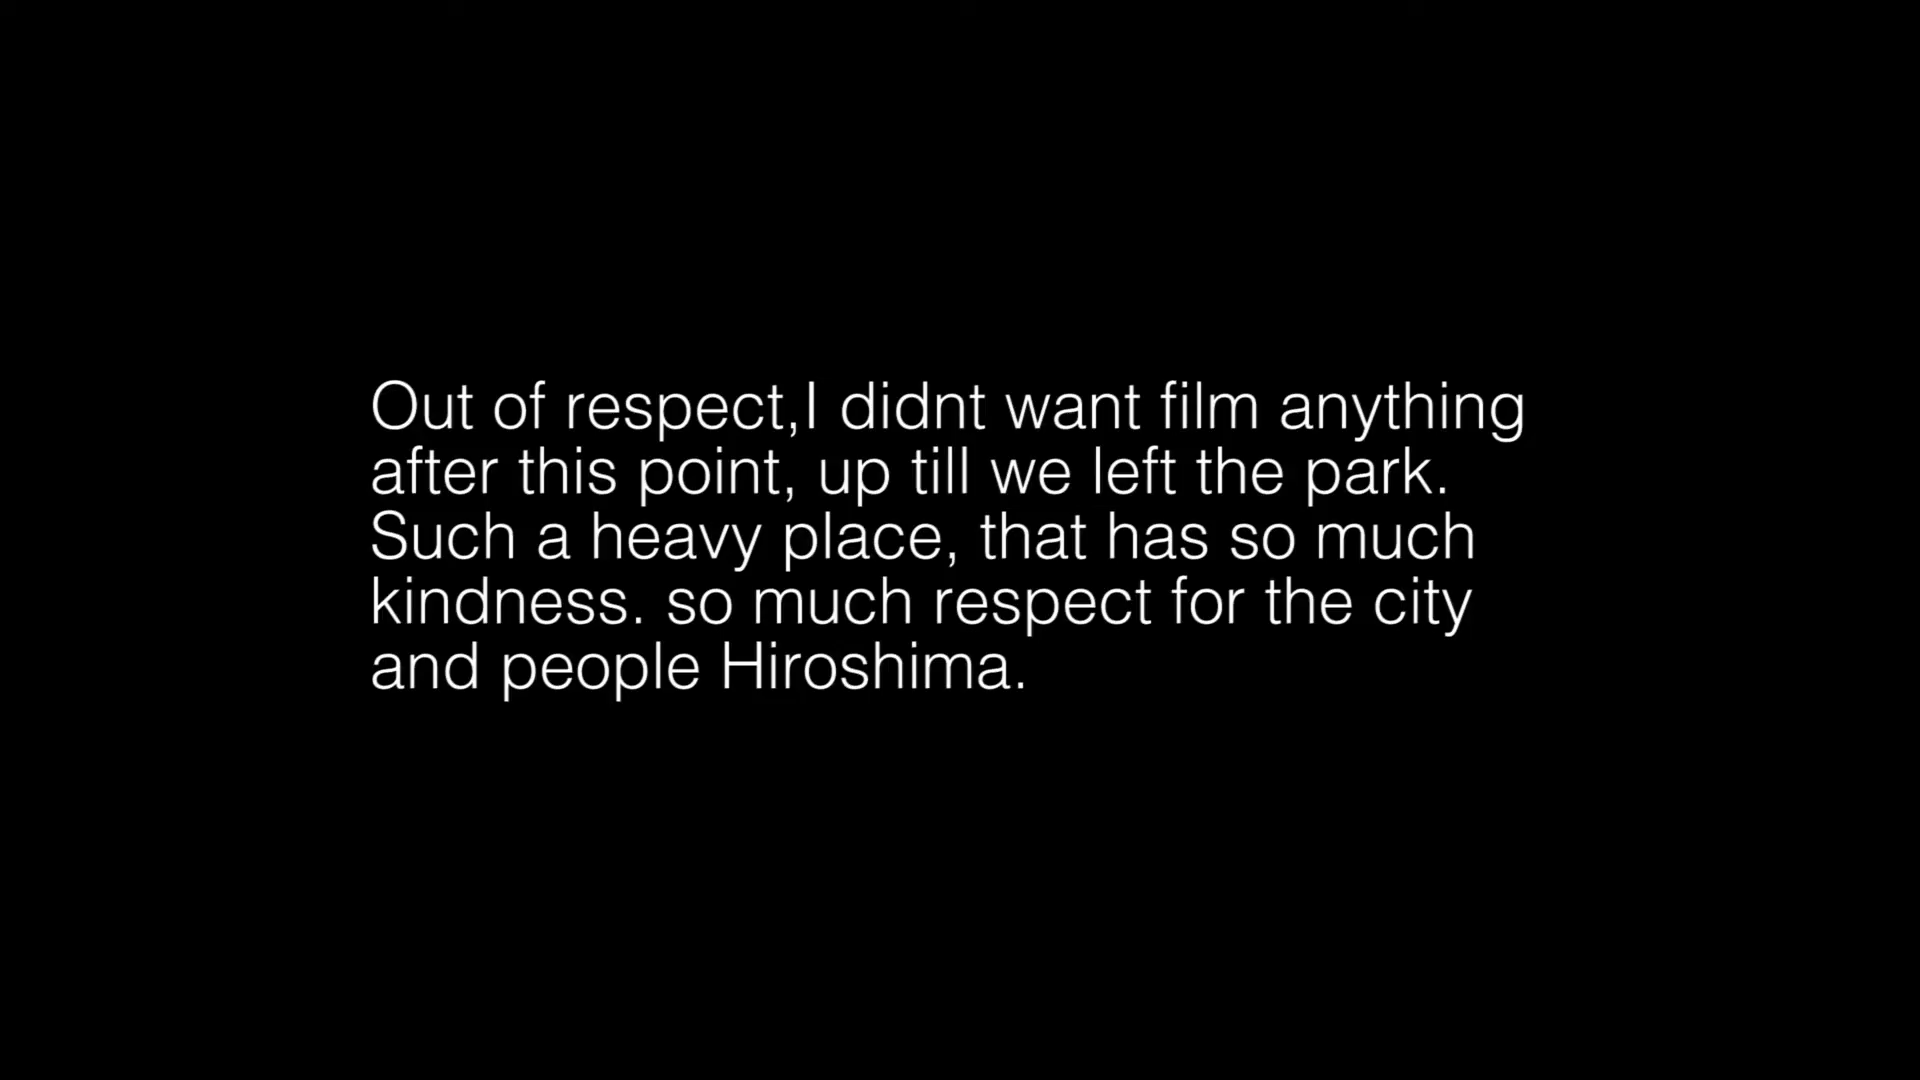 Out of respect,I didnt want film anything
after this point, up till we left the park.
Such a heavy place, that has so much
kindness. so much respect for the city
and people Hiroshima.